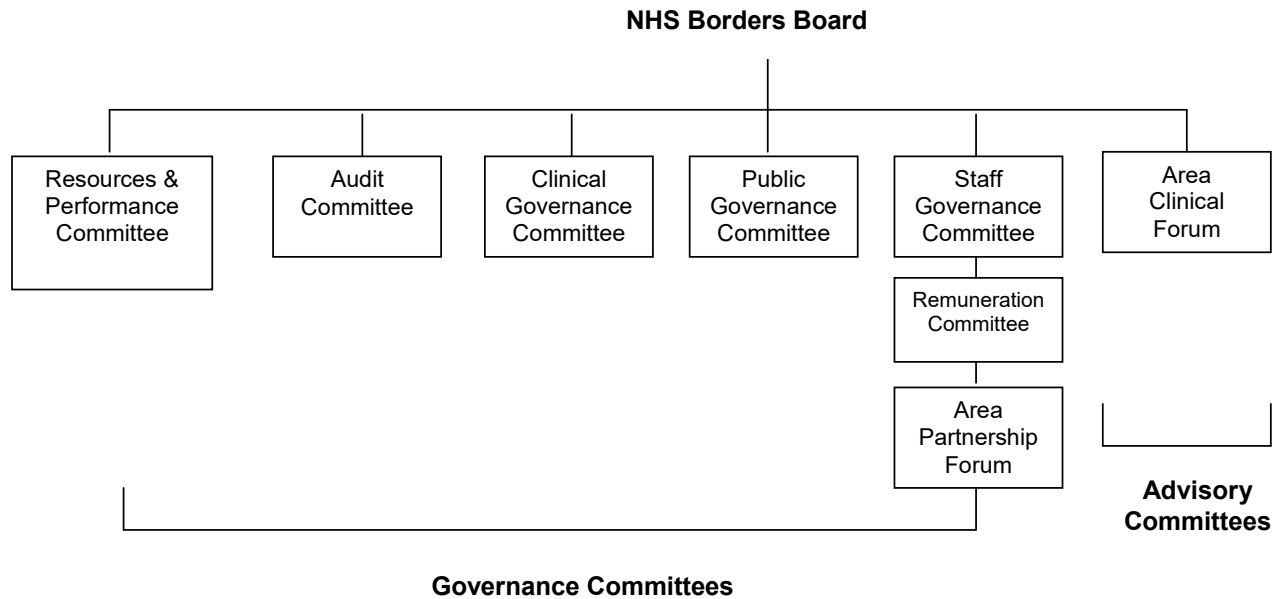 NHS Borders Board
Resources &
Performance
Committee
Audit
Committee
Clinical
Governance
Committee
Public
Governance
Committee
Staff
Governance
Committee
Area
Clinical
Forum
Remuneration
Committee
Area
Partnership
Forum
Advisory
Committees
Governance Committees